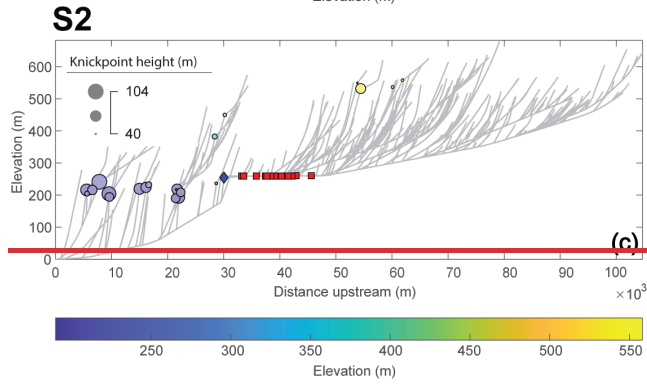 Elevation (m)
S2
Knickpoint height (m)
104
40
600
500
400
300
200
100
0
Elevation (m)
(c)
0 10 20 30 40 50 60 70 80 90 100
Distance upstream (m)
×10³
250 300 350 400 450 500 550
Elevation (m)